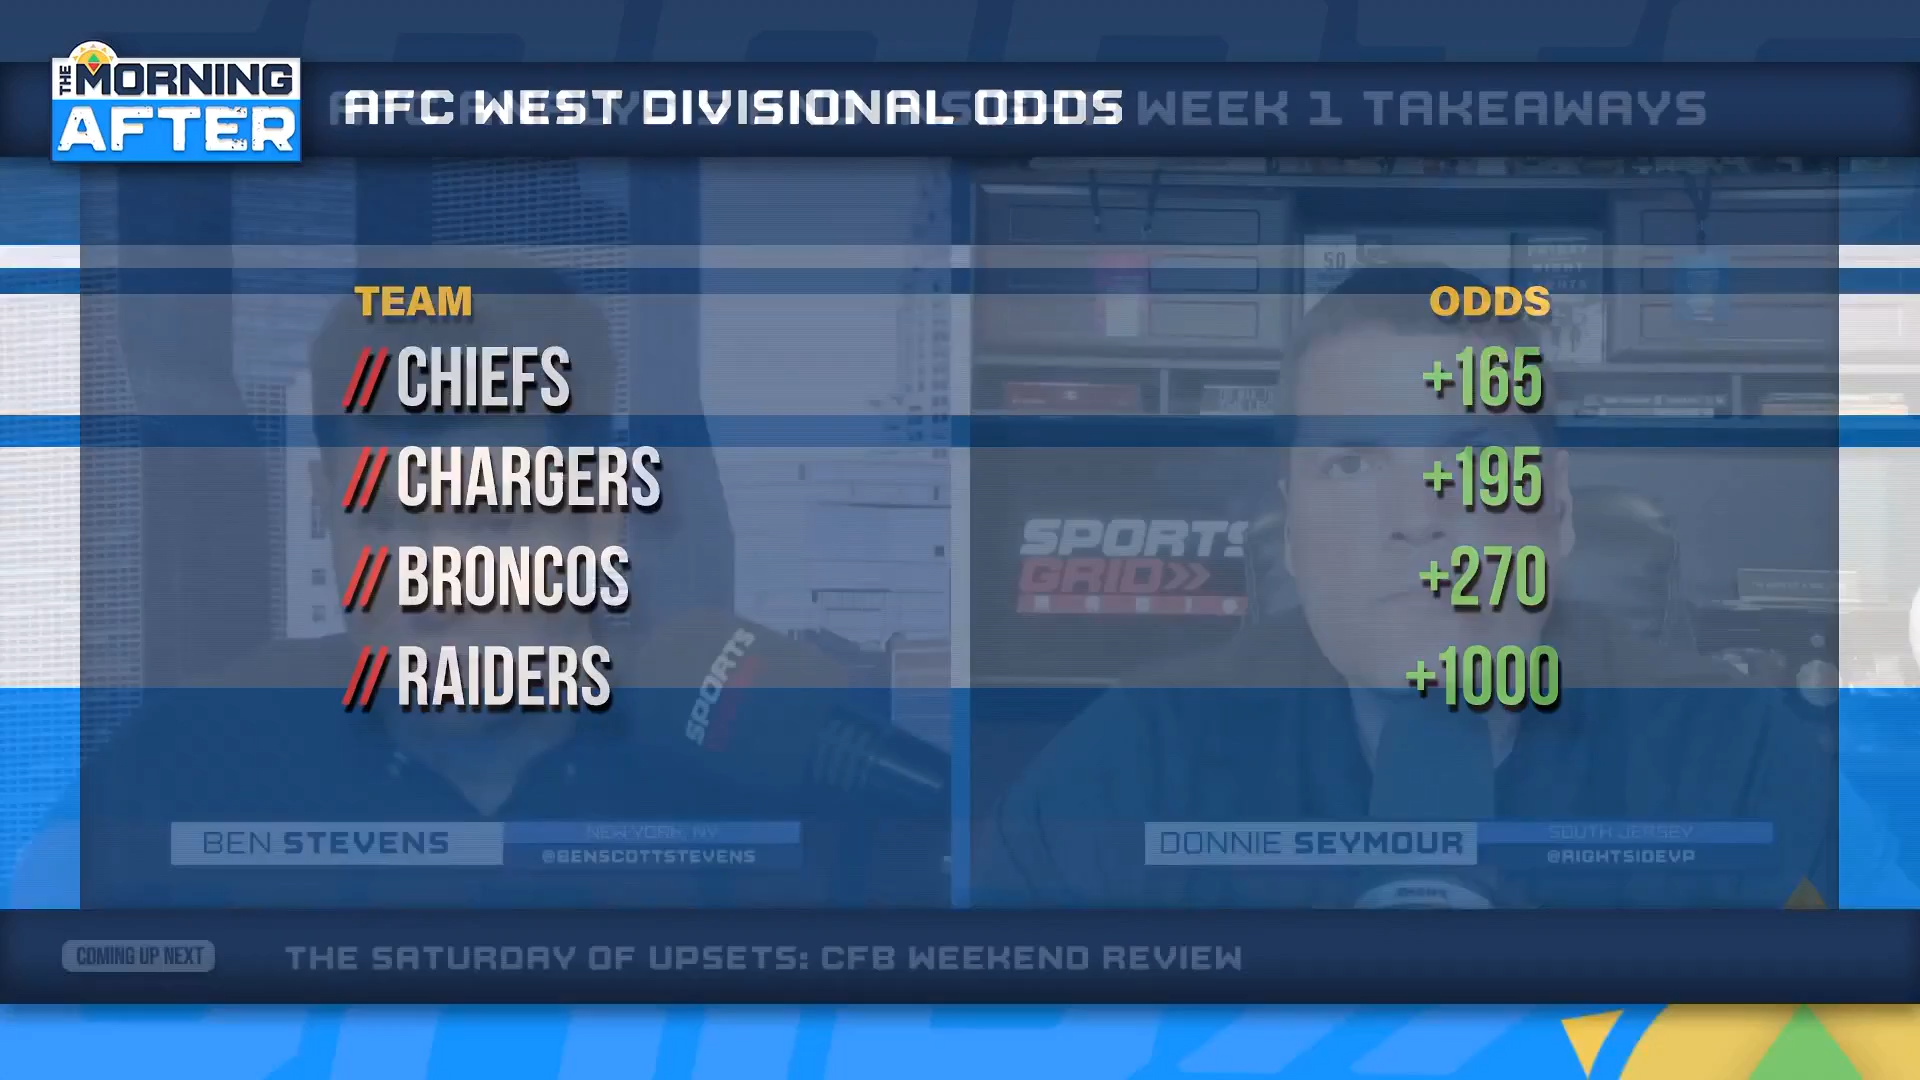 THE MORNING
AFTER
AFC WEST DIVISIONAL ODDS
WEEK 1 TAKEAWAYS
TEAM ODDS
// CHIEFS +165
// CHARGERS +195
// BRONCOS +270
// RAIDERS +1000
SPORTS
GRID>>
SPORTS
BEN STEVENS
NEW YORK, NY
@BENSCOTTSTEVENS
DONNIE SEYMOUR
SOUTH JERSEY
@RIGHTSIDEVP
COMING UP NEXT
THE SATURDAY OF UPSETS: CFB WEEKEND REVIEW